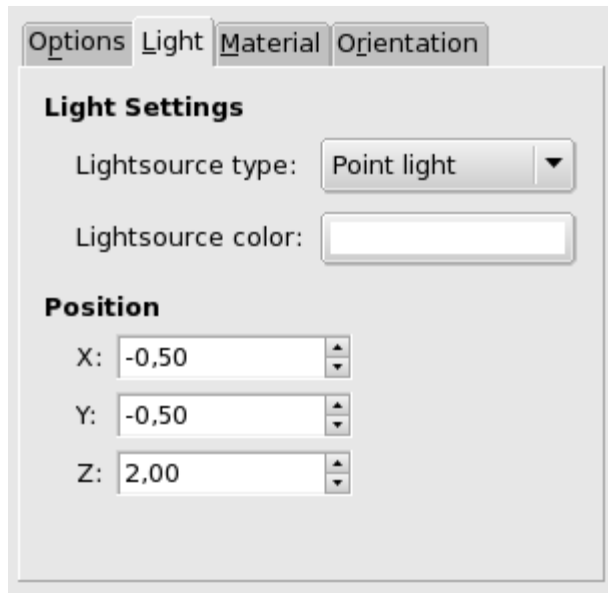 Options Light Material Orientation
Light Settings
Lightsource type: Point light
Lightsource color:
Position
X: -0,50
Y: -0,50
Z: 2,00